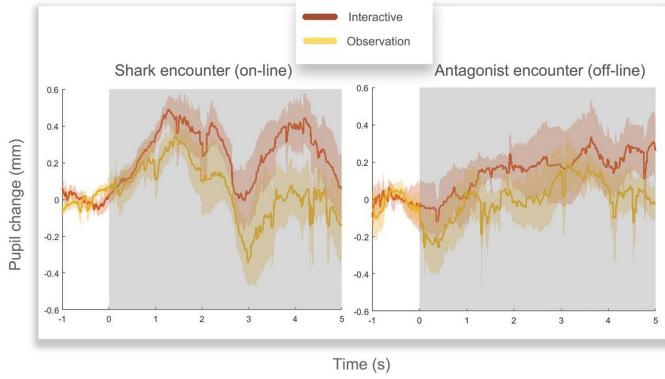 Interactive
Observation
Shark encounter (on-line)
Antagonist encounter (off-line)
Pupil change (mm)
0.6
0.4
0.2
0
-0.2
-0.4
-0.6
-1 0 1 2 3 4 5
0.6
0.4
0.2
0
-0.2
-0.4
-0.6
-1 0 1 2 3 4 5
Time (s)